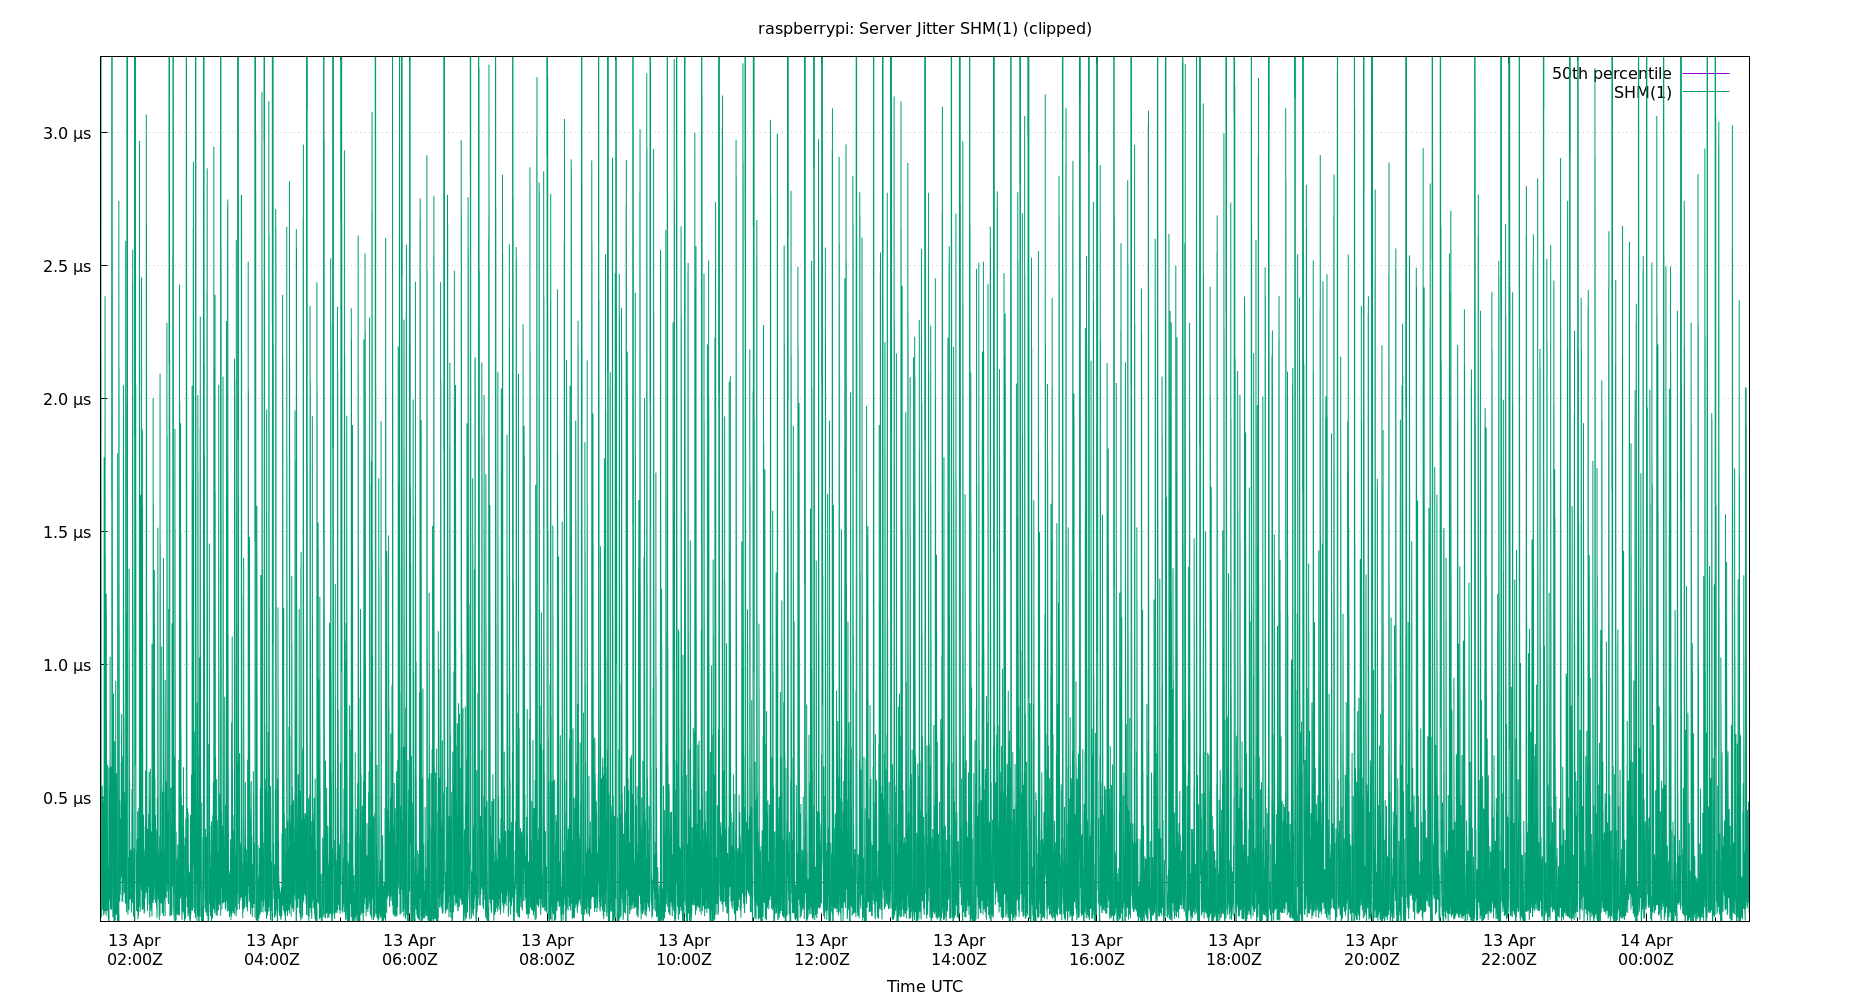 raspberrypi: Server Jitter SHM(1) (clipped)
50th percentile
SHM(1)
3.0 µs
2.5 µs
2.0 µs
1.5 µs
1.0 µs
0.5 µs
13 Apr 13 Apr 13 Apr 13 Apr 13 Apr 13 Apr 13 Apr 13 Apr 13 Apr 13 Apr 13 Apr 14 Apr
02:00Z 04:00Z 06:00Z 08:00Z 10:00Z 12:00Z 14:00Z 16:00Z 18:00Z 20:00Z 22:00Z 00:00Z
Time UTC